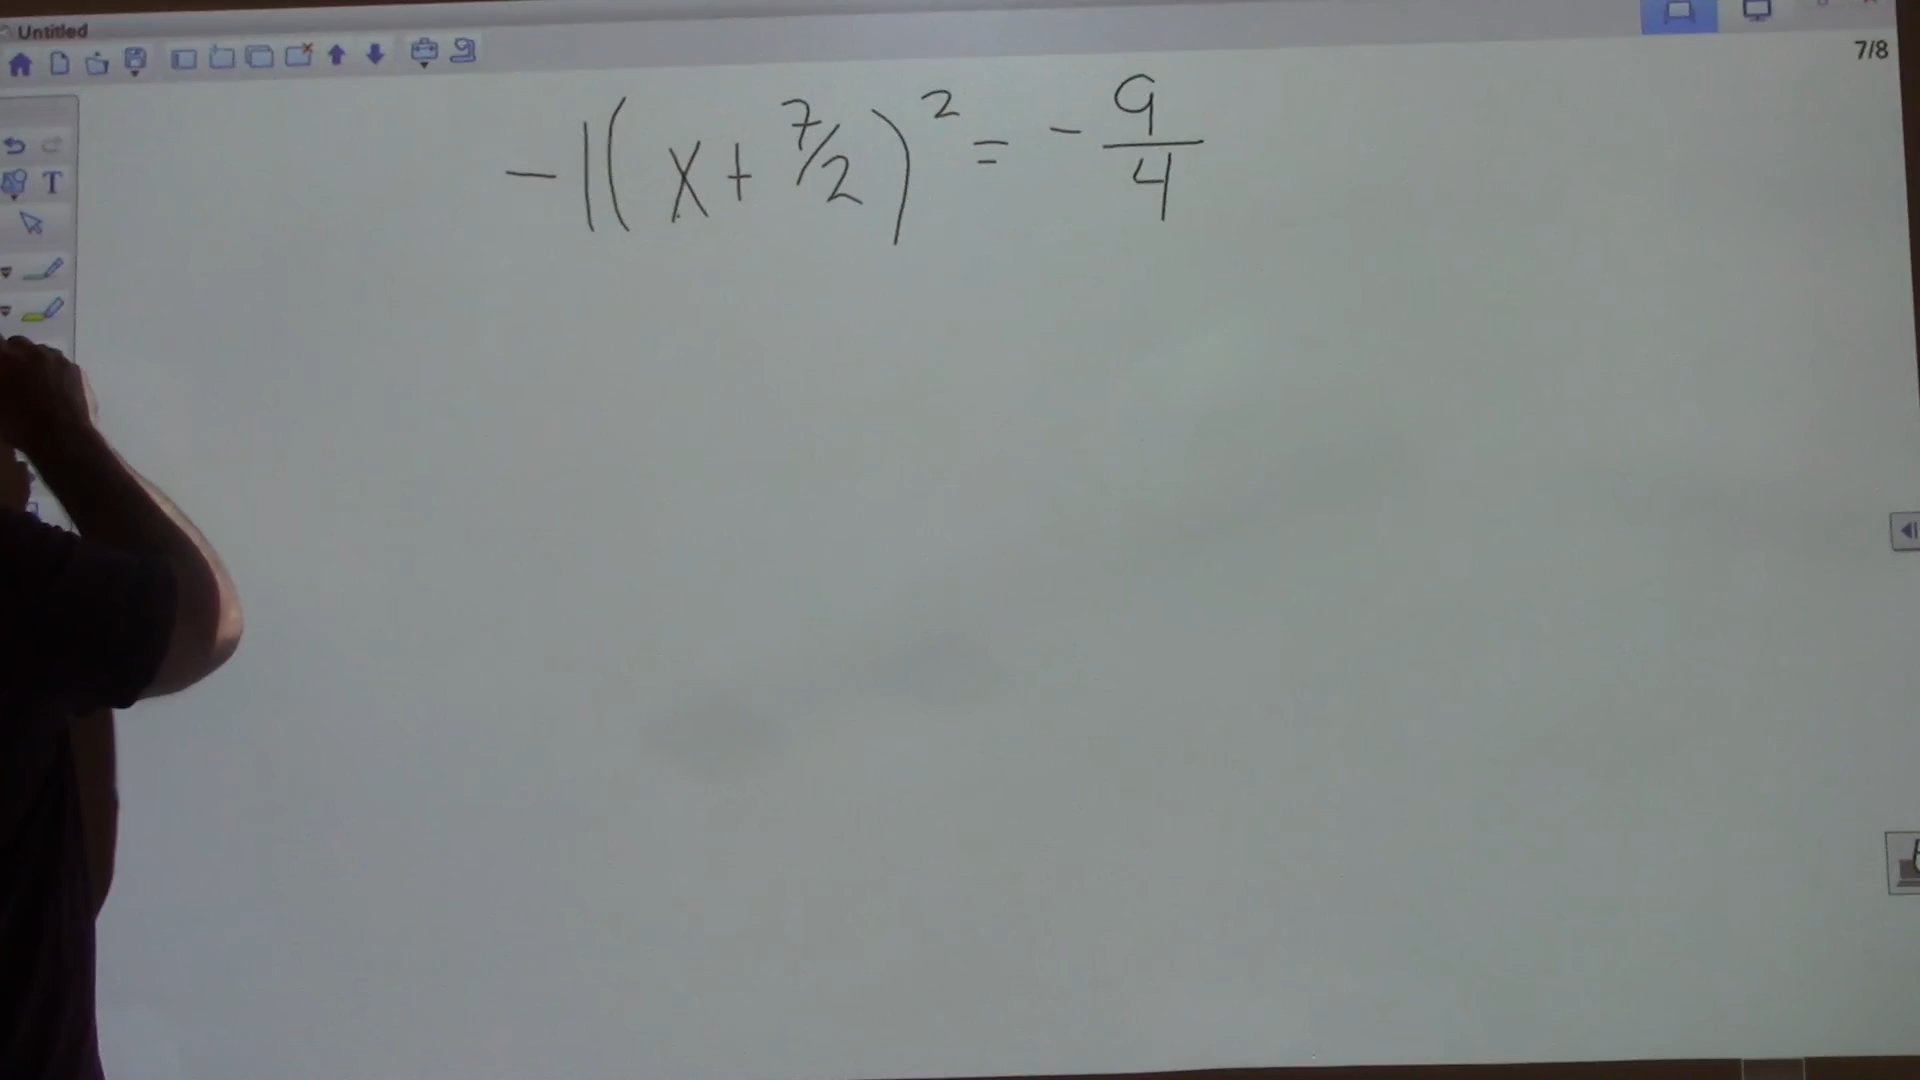 Untitled
7/8
T
-1(x + 7/2)² = - 9/4